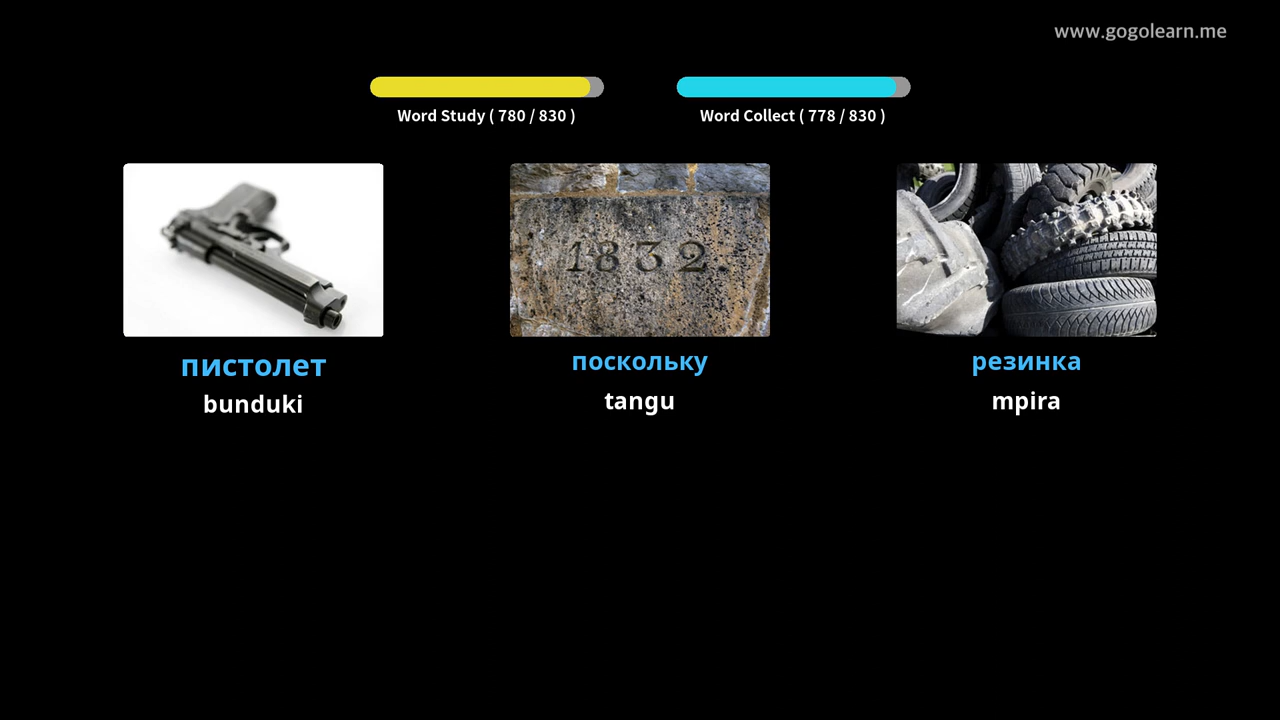 www.gogolearn.me
Word Study ( 780 / 830 )
Word Collect ( 778 / 830 )
1832.
пистолет
поскольку
резинка
bunduki
tangu
mpira